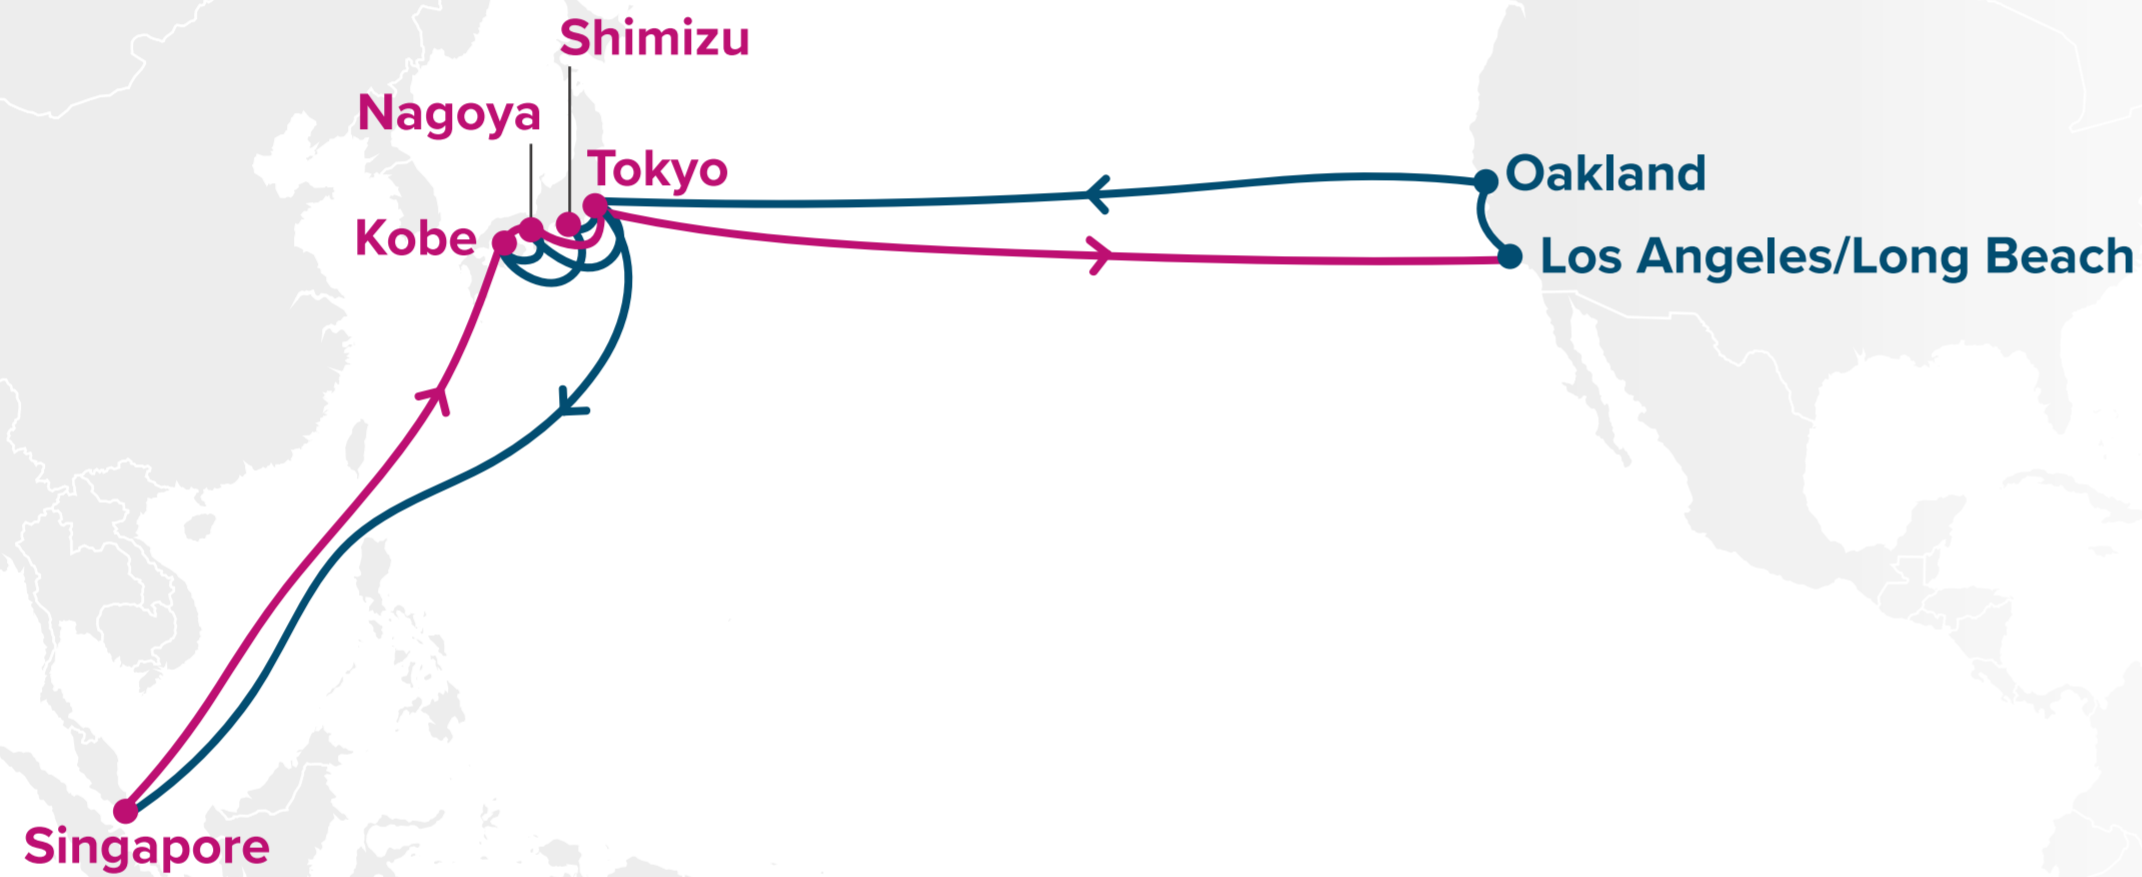 Shimizu
Nagoya
Tokyo
Kobe
Oakland
Los Angeles/Long Beach
Singapore